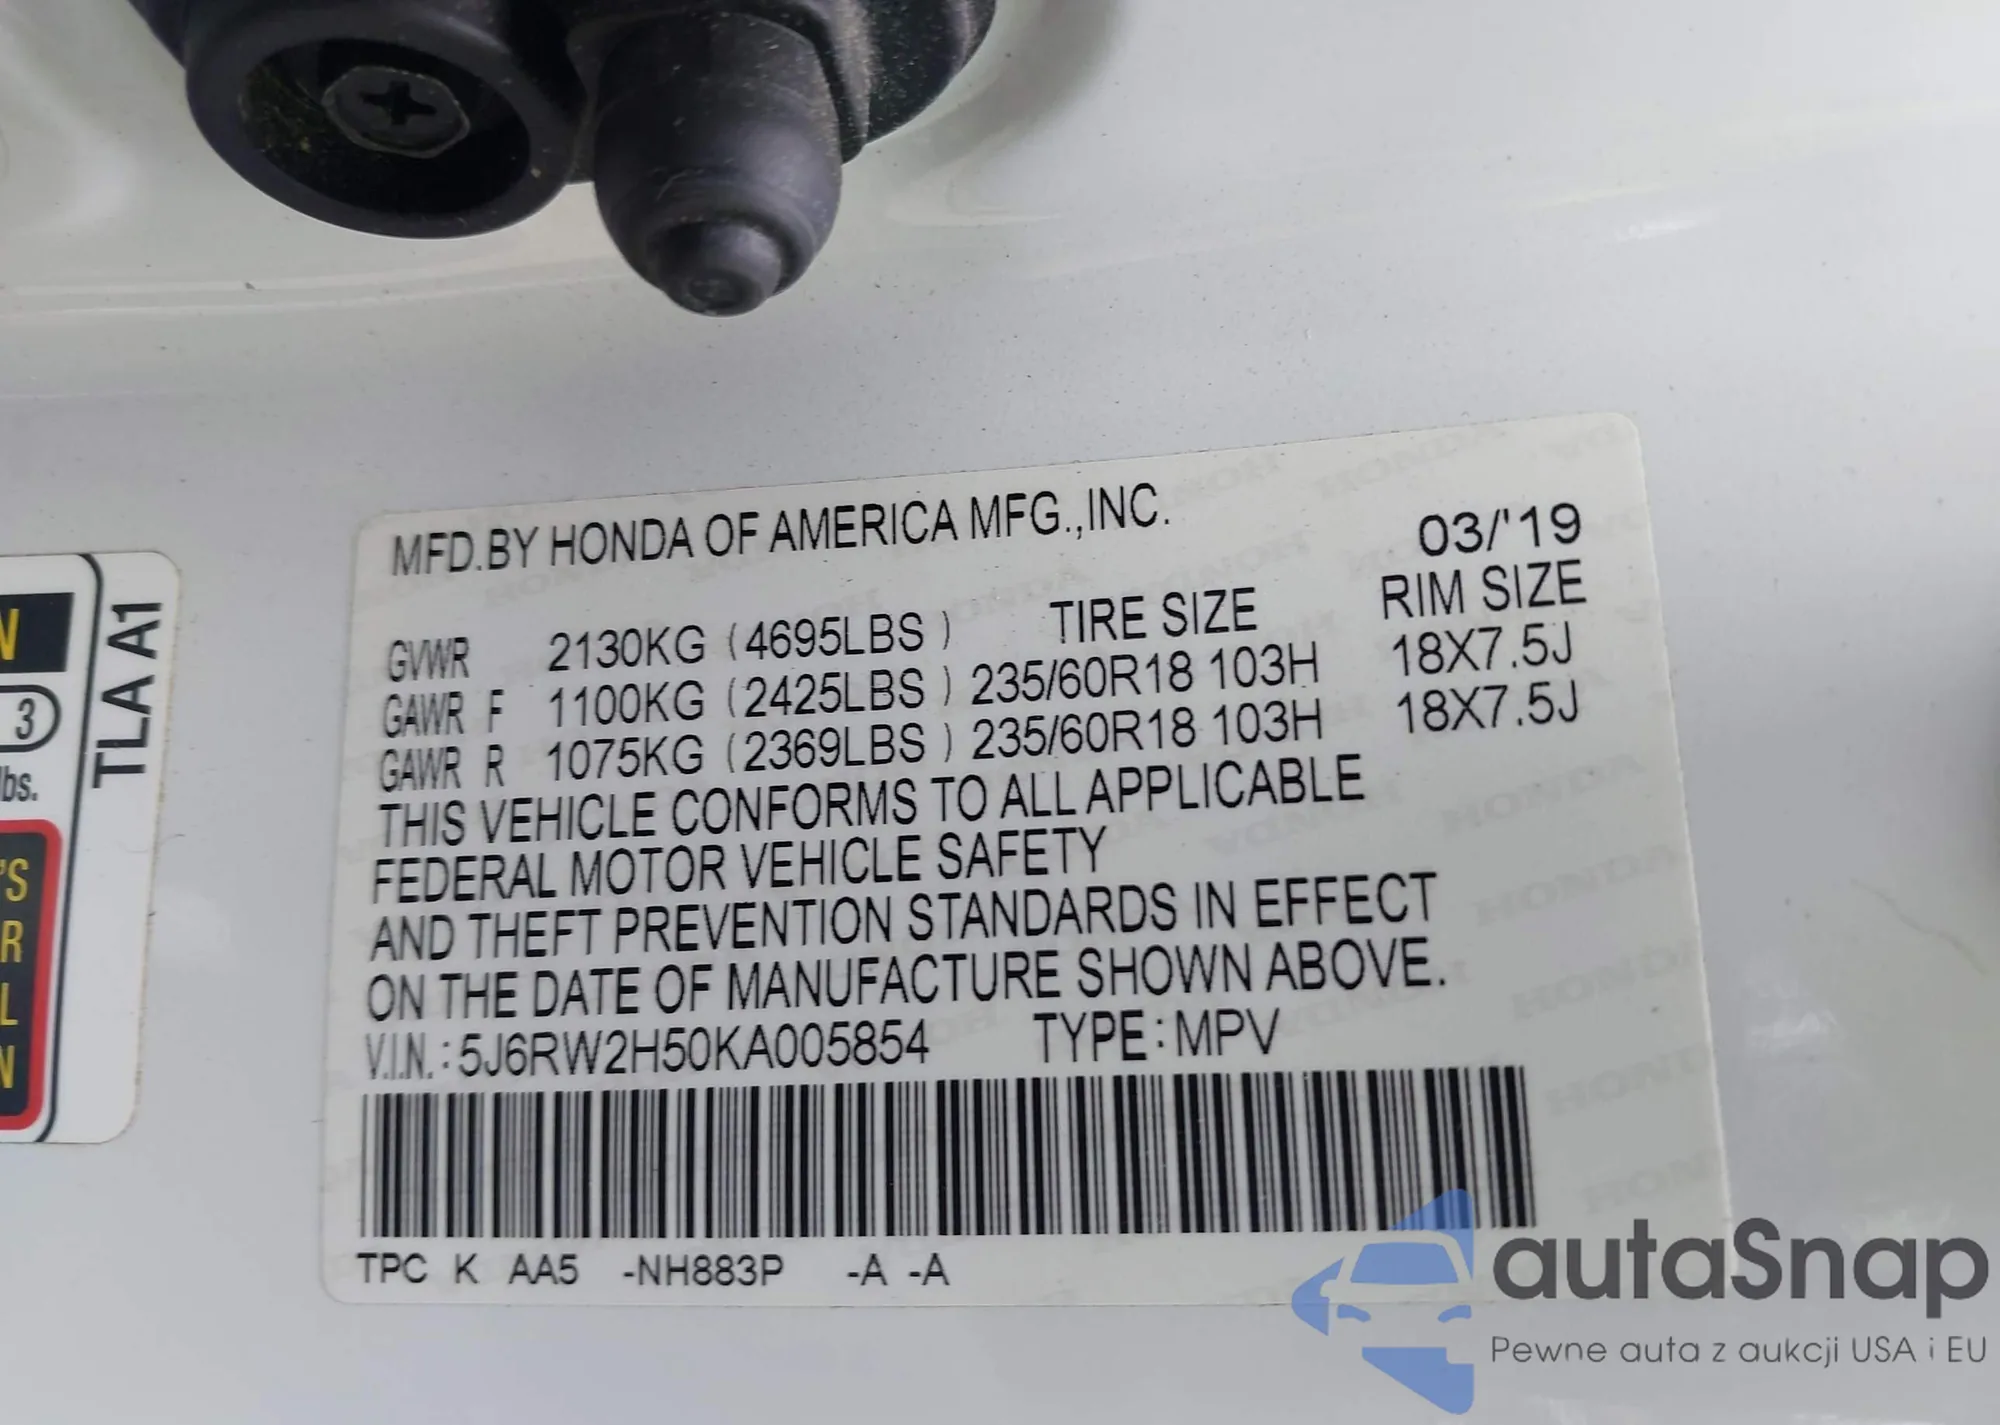 MFD.BY HONDA OF AMERICA MFG.,INC.
03/'19
TIRE SIZE RIM SIZE
GVWR 2130KG (4695LBS )
GAWR F 1100KG (2425LBS ) 235/60R18 103H 18X7.5J
GAWR R 1075KG (2369LBS ) 235/60R18 103H 18X7.5J
THIS VEHICLE CONFORMS TO ALL APPLICABLE
FEDERAL MOTOR VEHICLE SAFETY
AND THEFT PREVENTION STANDARDS IN EFFECT
ON THE DATE OF MANUFACTURE SHOWN ABOVE.
V.I.N.: 5J6RW2H50KA005854 TYPE: MPV
TPC K AA5 -NH883P -A -A
TLA A1
3
lbs.
autaSnap
Pewne auta z aukcji USA i EU